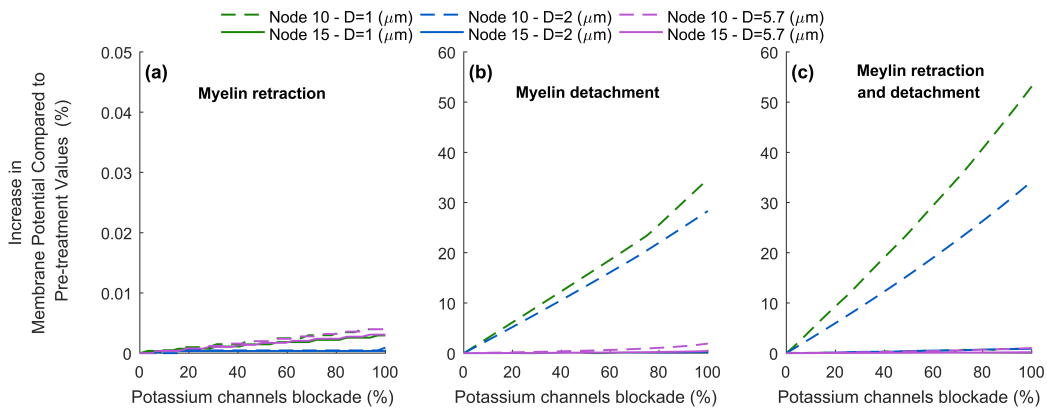 Node 10 - D=1 (μm) Node 10 - D=2 (μm) Node 10 - D=5.7 (μm)
Node 15 - D=1 (μm) Node 15 - D=2 (μm) Node 15 - D=5.7 (μm)
Increase in
Membrane Potential Compared to
Pre-treatment Values (%)
(a)
Myelin retraction
0.05
0.04
0.03
0.02
0.01
0
0 20 40 60 80 100
Potassium channels blockade (%)
(b)
Myelin detachment
60
50
40
30
20
10
0
0 20 40 60 80 100
Potassium channels blockade (%)
(c)
Meylin retraction
and detachment
60
50
40
30
20
10
0
0 20 40 60 80 100
Potassium channels blockade (%)